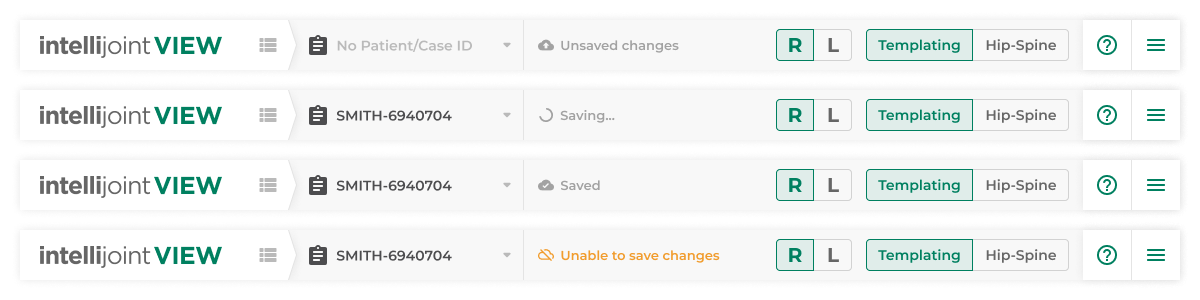 intellijoint VIEW No Patient/Case ID Unsaved changes R L Templating Hip-Spine ?
intellijoint VIEW SMITH-6940704 Saving... R L Templating Hip-Spine ?
intellijoint VIEW SMITH-6940704 Saved R L Templating Hip-Spine ?
intellijoint VIEW SMITH-6940704 Unable to save changes R L Templating Hip-Spine ?